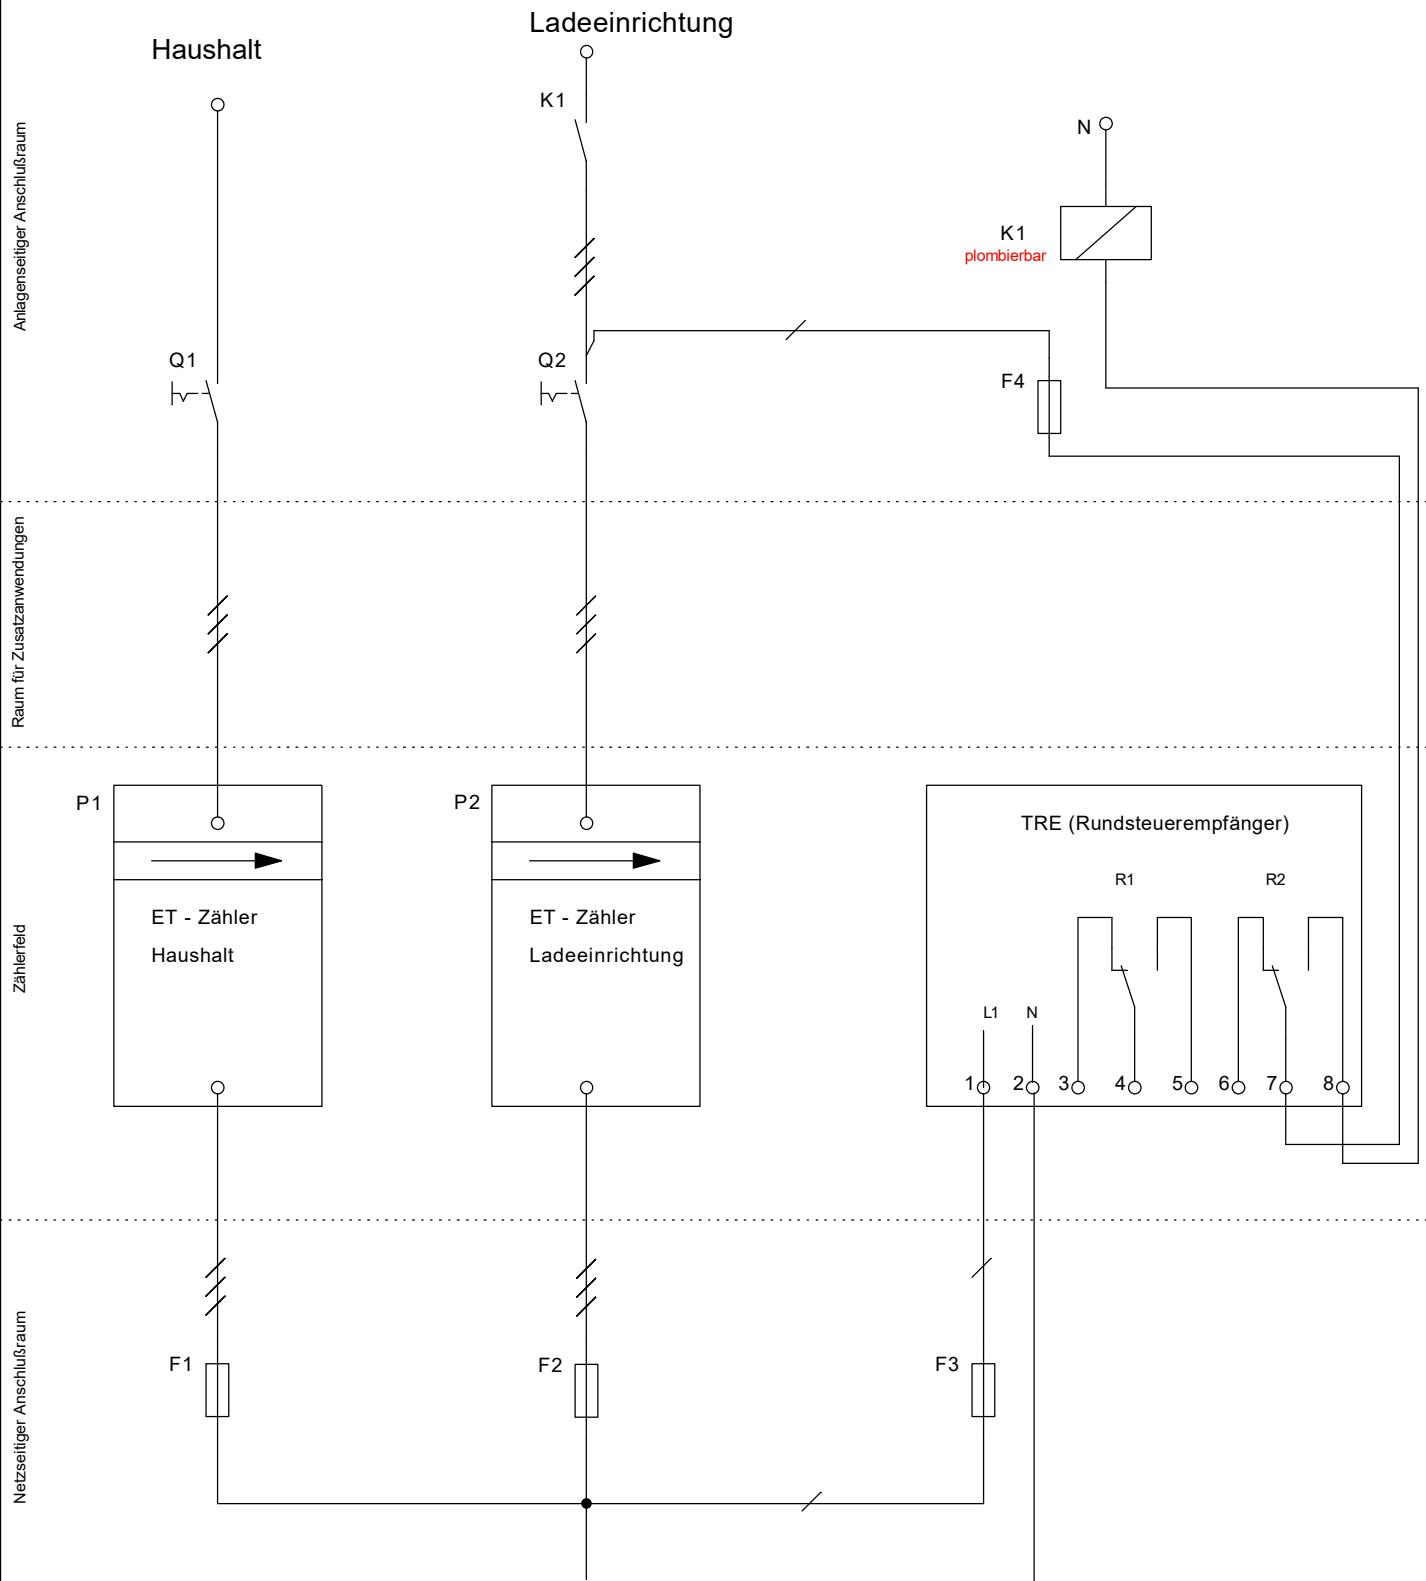 Ladeeinrichtung
Haushalt
K1
N
Anlagenseitiger Anschlußraum
K1
plombierbar
Q1
Q2
F4
Raum für Zusatzanwendungen
P1
P2
TRE (Rundsteuerempfänger)
R1
R2
ET - Zähler
Haushalt
ET - Zähler
Ladeeinrichtung
Zählerfeld
L1
N
1
2
3
4
5
6
7
8
Netzseitiger Anschlußraum
F1
F2
F3